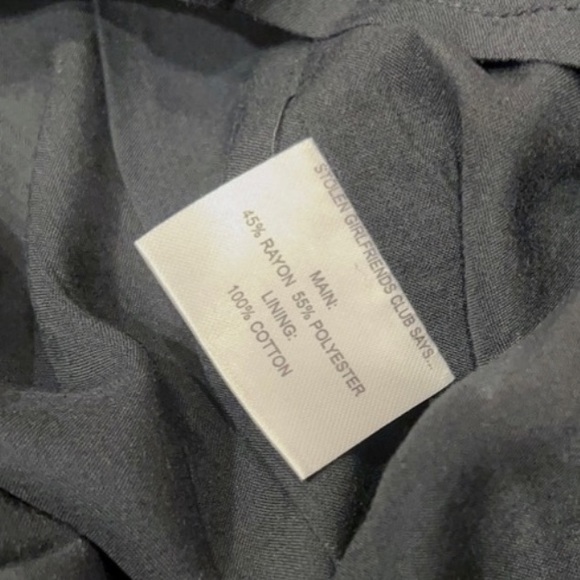 STOLEN GIRLFRIENDS CLUB SAYS...
MAIN:
45% RAYON 55% POLYESTER
LINING:
100% COTTON